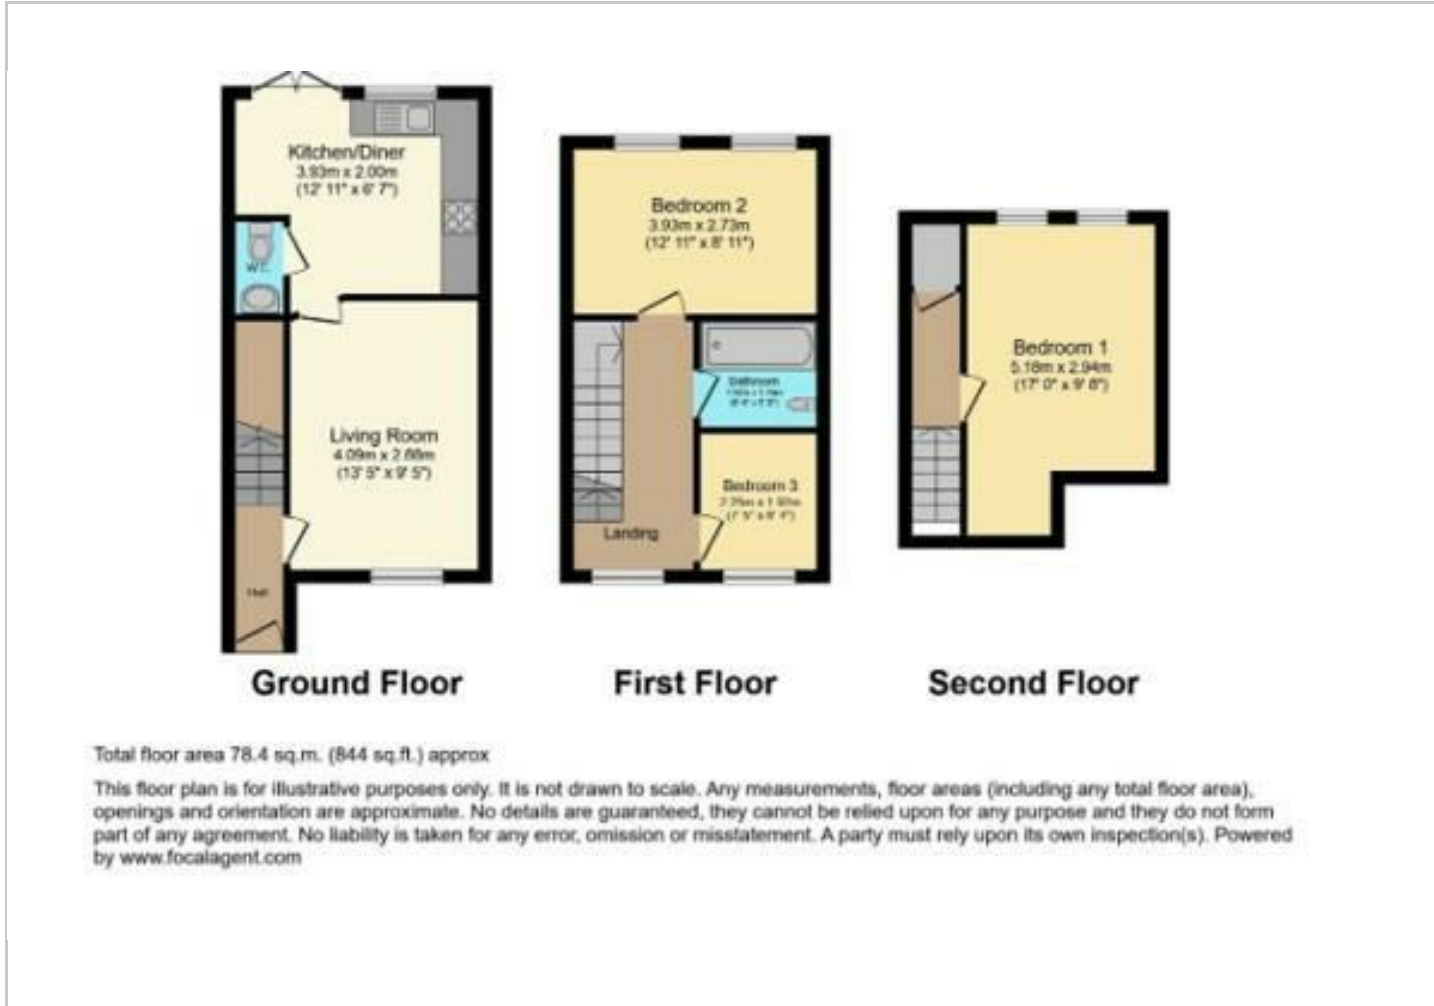 Kitchen/Diner
3.93m x 2.00m
(12' 11" x 6' 7")
W.C.
Living Room
4.09m x 2.88m
(13' 5" x 9' 5")
Hall
Ground Floor
Bedroom 2
3.93m x 2.73m
(12' 11" x 8' 11")
Bathroom
Bedroom 3
Landing
First Floor
Bedroom 1
5.18m x 2.94m
(17' 0" x 9' 8")
Second Floor
Total floor area 78.4 sq.m. (844 sq.ft.) approx
This floor plan is for illustrative purposes only. It is not drawn to scale. Any measurements, floor areas (including any total floor area),
openings and orientation are approximate. No details are guaranteed, they cannot be relied upon for any purpose and they do not form
part of any agreement. No liability is taken for any error, omission or misstatement. A party must rely upon its own inspection(s). Powered
by www.focalagent.com